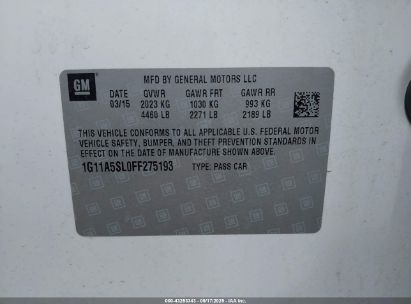 GM
MFD BY GENERAL MOTORS LLC
DATE GVWR GAWR FRT GAWR RR
03/15 2023 KG 1030 KG 993 KG
4460 LB 2271 LB 2189 LB
THIS VEHICLE CONFORMS TO ALL APPLICABLE U.S. FEDERAL MOTOR
VEHICLE SAFETY, BUMPER, AND THEFT PREVENTION STANDARDS IN
EFFECT ON THE DATE OF MANUFACTURE SHOWN ABOVE.
1G11A5SL0FF275193 TYPE: PASS CAR